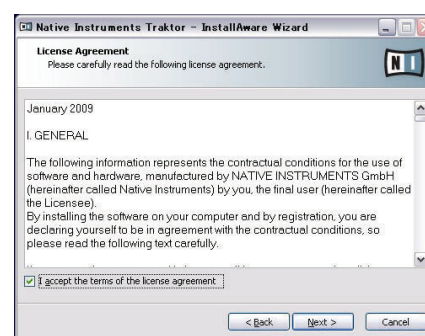 Native Instruments Traktor - InstallAware Wizard
License Agreement
Please carefully read the following license agreement.
N I
January 2009
I. GENERAL
The following information represents the contractual conditions for the use of
software and hardware, manufactured by NATIVE INSTRUMENTS GmbH
(hereinafter called Native Instruments) by you, the final user (hereinafter called
the Licensee).
By installing the software on your computer and by registration, you are
declaring yourself to be in agreement with the contractual conditions, so
please read the following text carefully.
I accept the terms of the license agreement
< Back
Next >
Cancel